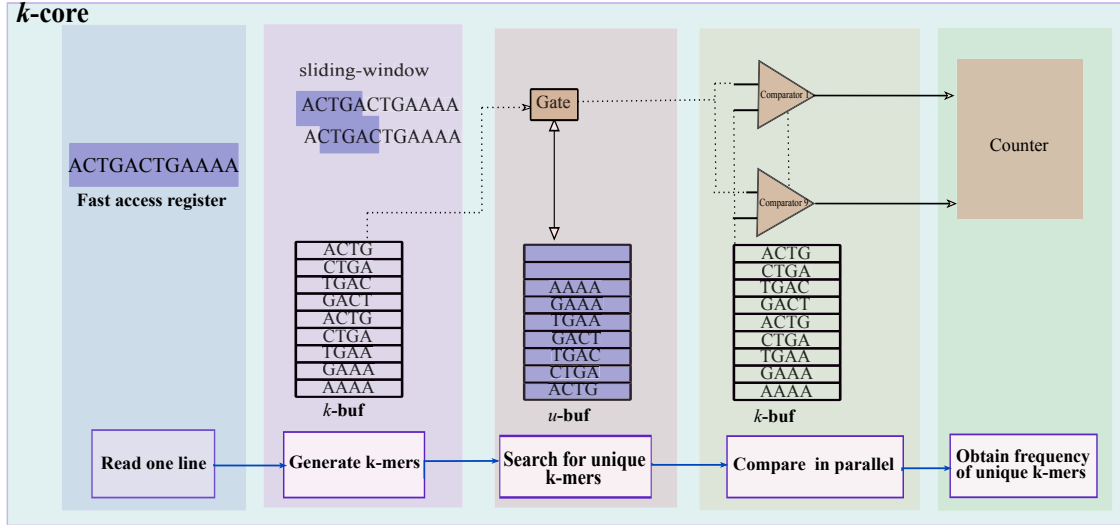 k-core
ACTGACTGAAAA
Fast access register
Read one line
sliding-window
ACTGACTGAAAA
ACTGACTGAAAA
ACTG
CTGA
TGAC
GACT
ACTG
CTGA
TGAA
GAAA
AAAA
k-buf
Generate k-mers
Gate
AAAA
GAAA
TGAA
GACT
TGAC
CTGA
ACTG
u-buf
Search for unique
k-mers
Comparator 1
Comparator 9
ACTG
CTGA
TGAC
GACT
ACTG
CTGA
TGAA
GAAA
AAAA
k-buf
Compare in parallel
Counter
Obtain frequency
of unique k-mers